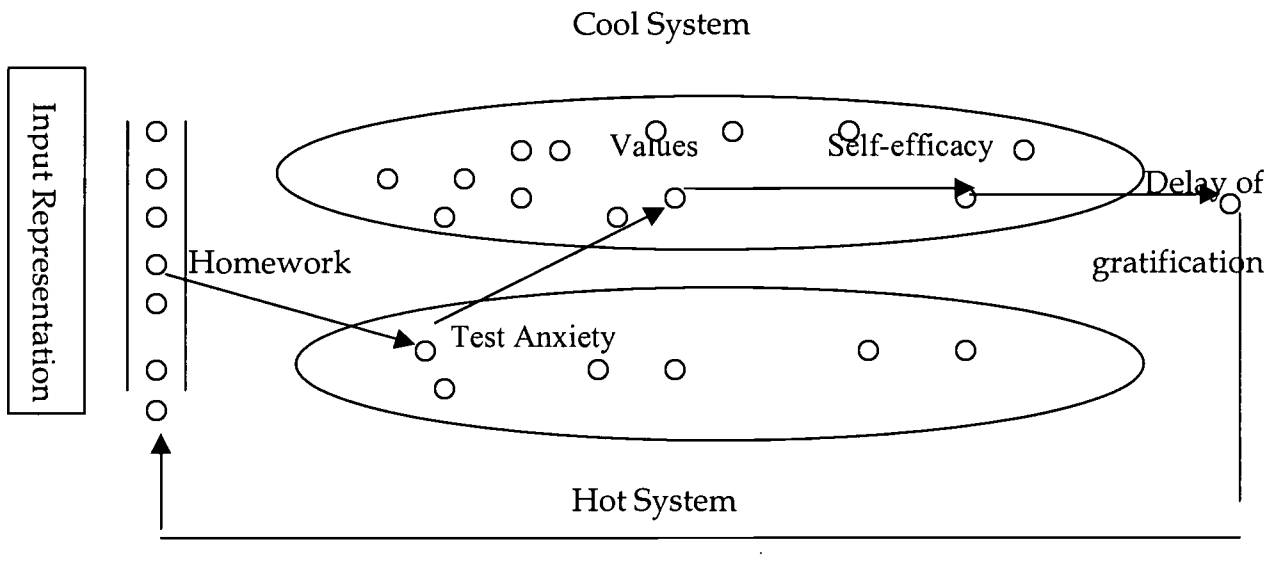 Cool System
Input Representation
Values
Self-efficacy
Delay of
gratification
Homework
Test Anxiety
Hot System